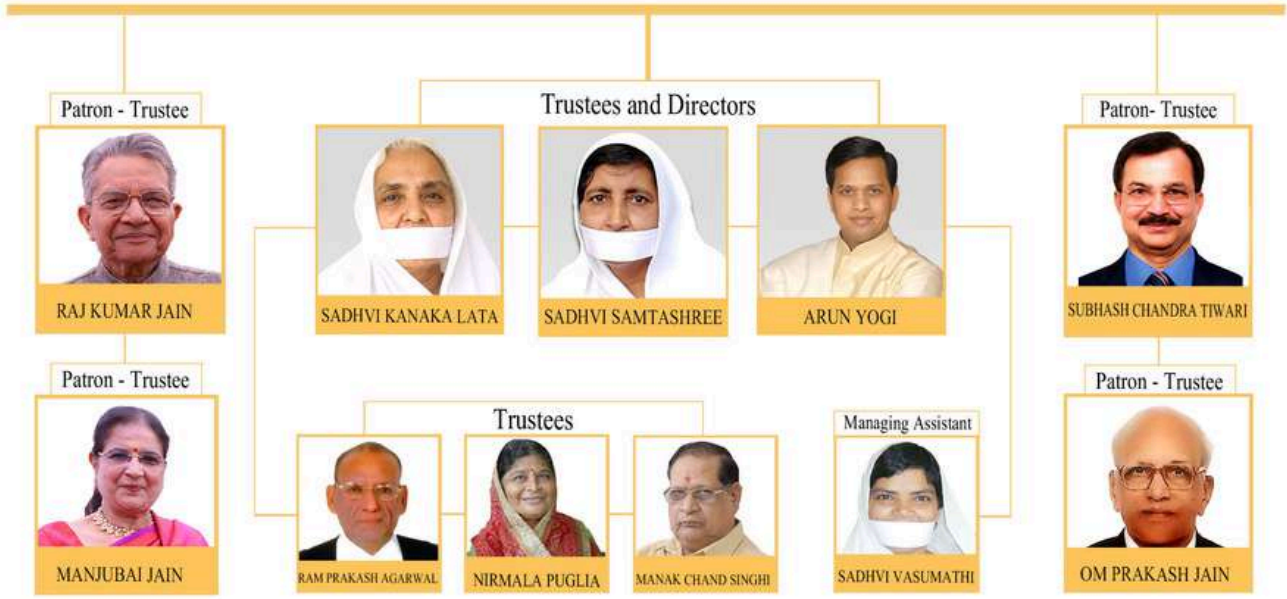 Patron - Trustee
RAJ KUMAR JAIN
Patron - Trustee
MANJUBAI JAIN
Trustees and Directors
SADHVI KANAKA LATA
SADHVI SAMTASHREE
ARUN YOGI
Trustees
RAM PRAKASH AGARWAL
NIRMALA PUGLIA
MANAK CHAND SINGHI
Managing Assistant
SADHVI VASUMATHI
Patron- Trustee
SUBHASH CHANDRA TIWARI
Patron - Trustee
OM PRAKASH JAIN